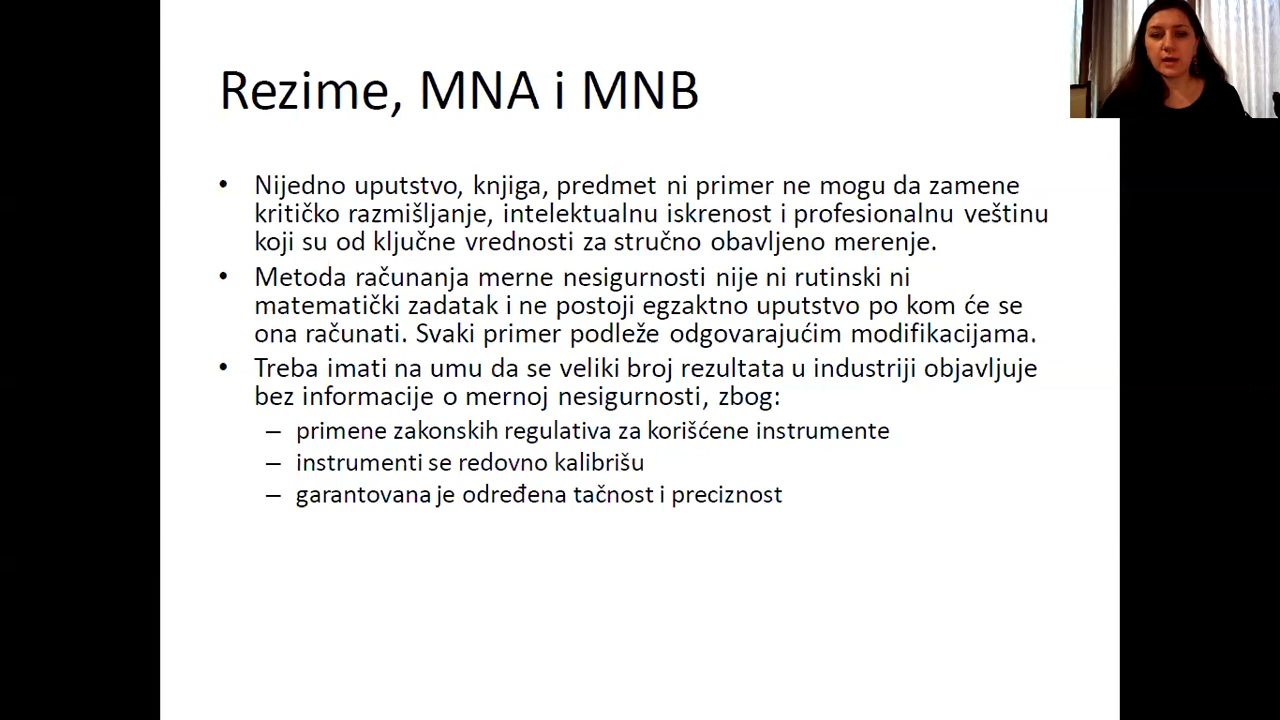 Rezime, MNA i MNB
• Nijedno uputstvo, knjiga, predmet ni primer ne mogu da zamene
kritičko razmišljanje, intelektualnu iskrenost i profesionalnu veštinu
koji su od ključne vrednosti za stručno obavljeno merenje.
• Metoda računanja merne nesigurnosti nije ni rutinski ni
matematički zadatak i ne postoji egzaktno uputstvo po kom će se
ona računati. Svaki primer podleže odgovarajućim modifikacijama.
• Treba imati na umu da se veliki broj rezultata u industriji objavljuje
bez informacije o mernoj nesigurnosti, zbog:
– primene zakonskih regulativa za korišćene instrumente
– instrumenti se redovno kalibrišu
– garantovana je određena tačnost i preciznost